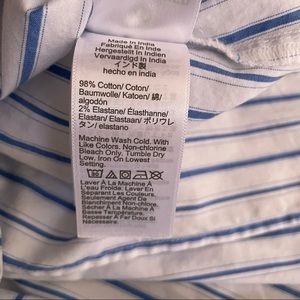 Made In India
Fabriqué En Inde
Hergestellt In Indien
Vervaardigd In India
インド製
hecho en india
98% Cotton/ Coton/
Baumwolle/ Katoen/ 綿/
algodón
2% Elastane/ Élasthanne/
Elastan/ Elastaan/ ポリウレ
タン/ elastano
Machine Wash Cold. With
Like Colors. Non-chlorine
Bleach Only, Tumble Dry
Low. Iron On Lowest
Setting.
Laver À La Machine À
L'eau Froide. Laver En
Séparant Les Couleurs.
Seulement Agent De
Blanchiment Non Chloré.
Sécher À La Machine À
Basse Température.
Repasser À Fer Doux Si
Nécessaire.